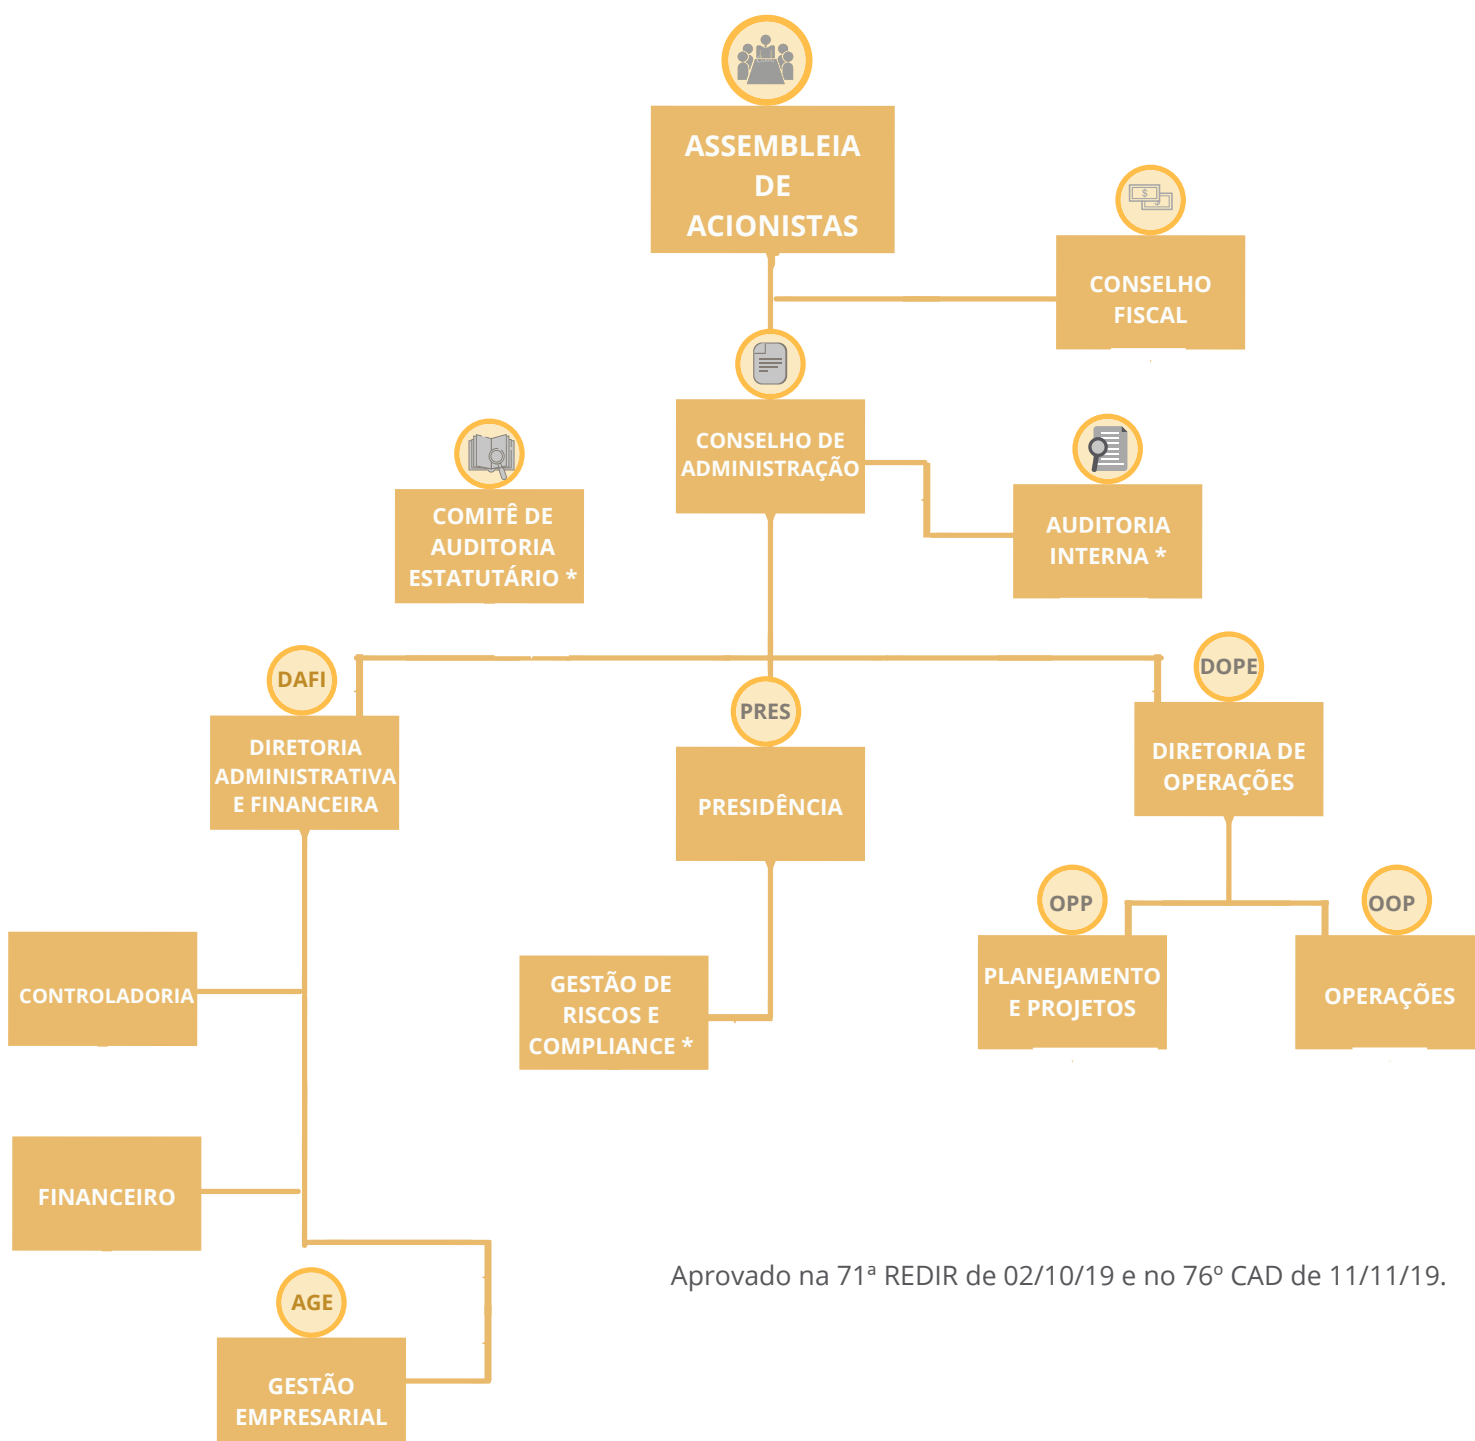 ASSEMBLEIA
DE
ACIONISTAS
CONSELHO
FISCAL
CONSELHO DE
ADMINISTRAÇÃO
COMITÊ DE
AUDITORIA
ESTATUTÁRIO *
AUDITORIA
INTERNA *
DAFI
DIRETORIA
ADMINISTRATIVA
E FINANCEIRA
PRES
PRESIDÊNCIA
DOPE
DIRETORIA DE
OPERAÇÕES
OPP
PLANEJAMENTO
E PROJETOS
OOP
OPERAÇÕES
CONTROLADORIA
GESTÃO DE
RISCOS E
COMPLIANCE *
FINANCEIRO
Aprovado na 71ª REDIR de 02/10/19 e no 76º CAD de 11/11/19.
AGE
GESTÃO
EMPRESARIAL